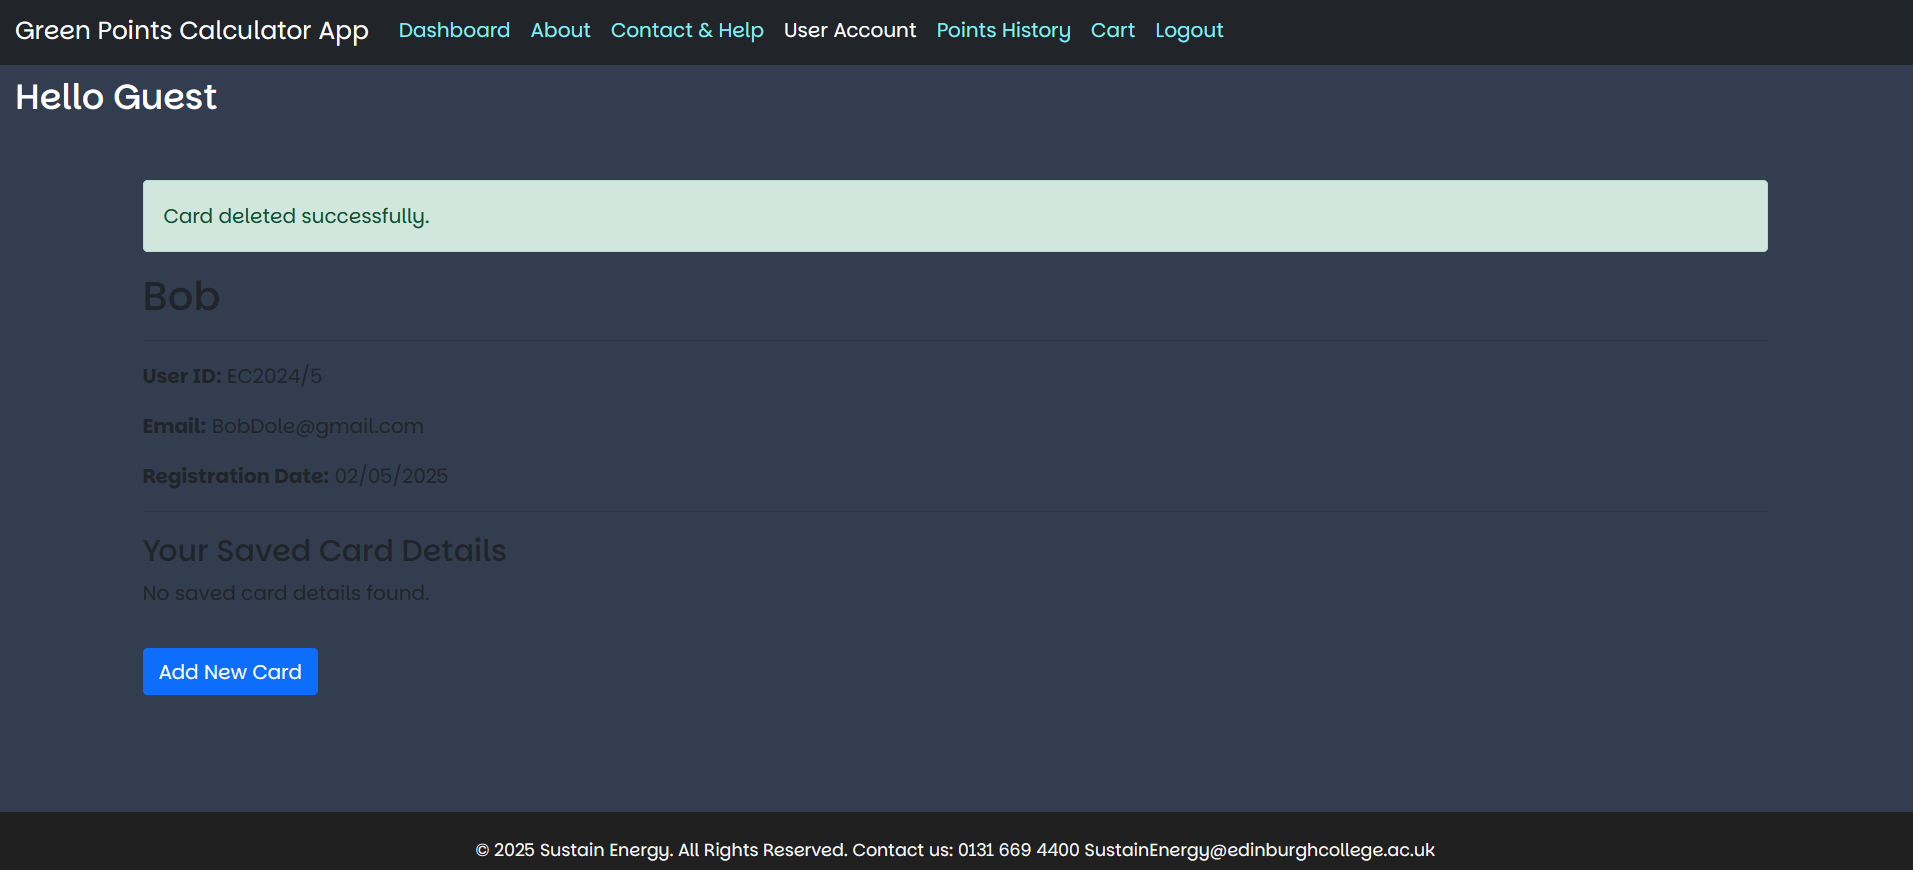 Green Points Calculator App Dashboard About Contact & Help User Account Points History Cart Logout
Hello Guest
Card deleted successfully.
Bob
User ID: EC2024/5
Email: BobDole@gmail.com
Registration Date: 02/05/2025
Your Saved Card Details
No saved card details found.
Add New Card
© 2025 Sustain Energy. All Rights Reserved. Contact us: 0131 669 4400 SustainEnergy@edinburghcollege.ac.uk